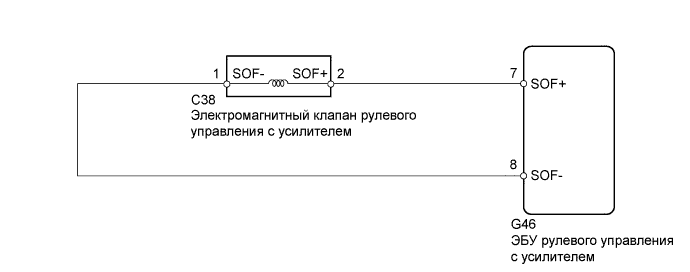 1 SOF- SOF+ 2
C38
Электромагнитный клапан рулевого
управления с усилителем
7 SOF+
8 SOF-
G46
ЭБУ рулевого управления
с усилителем